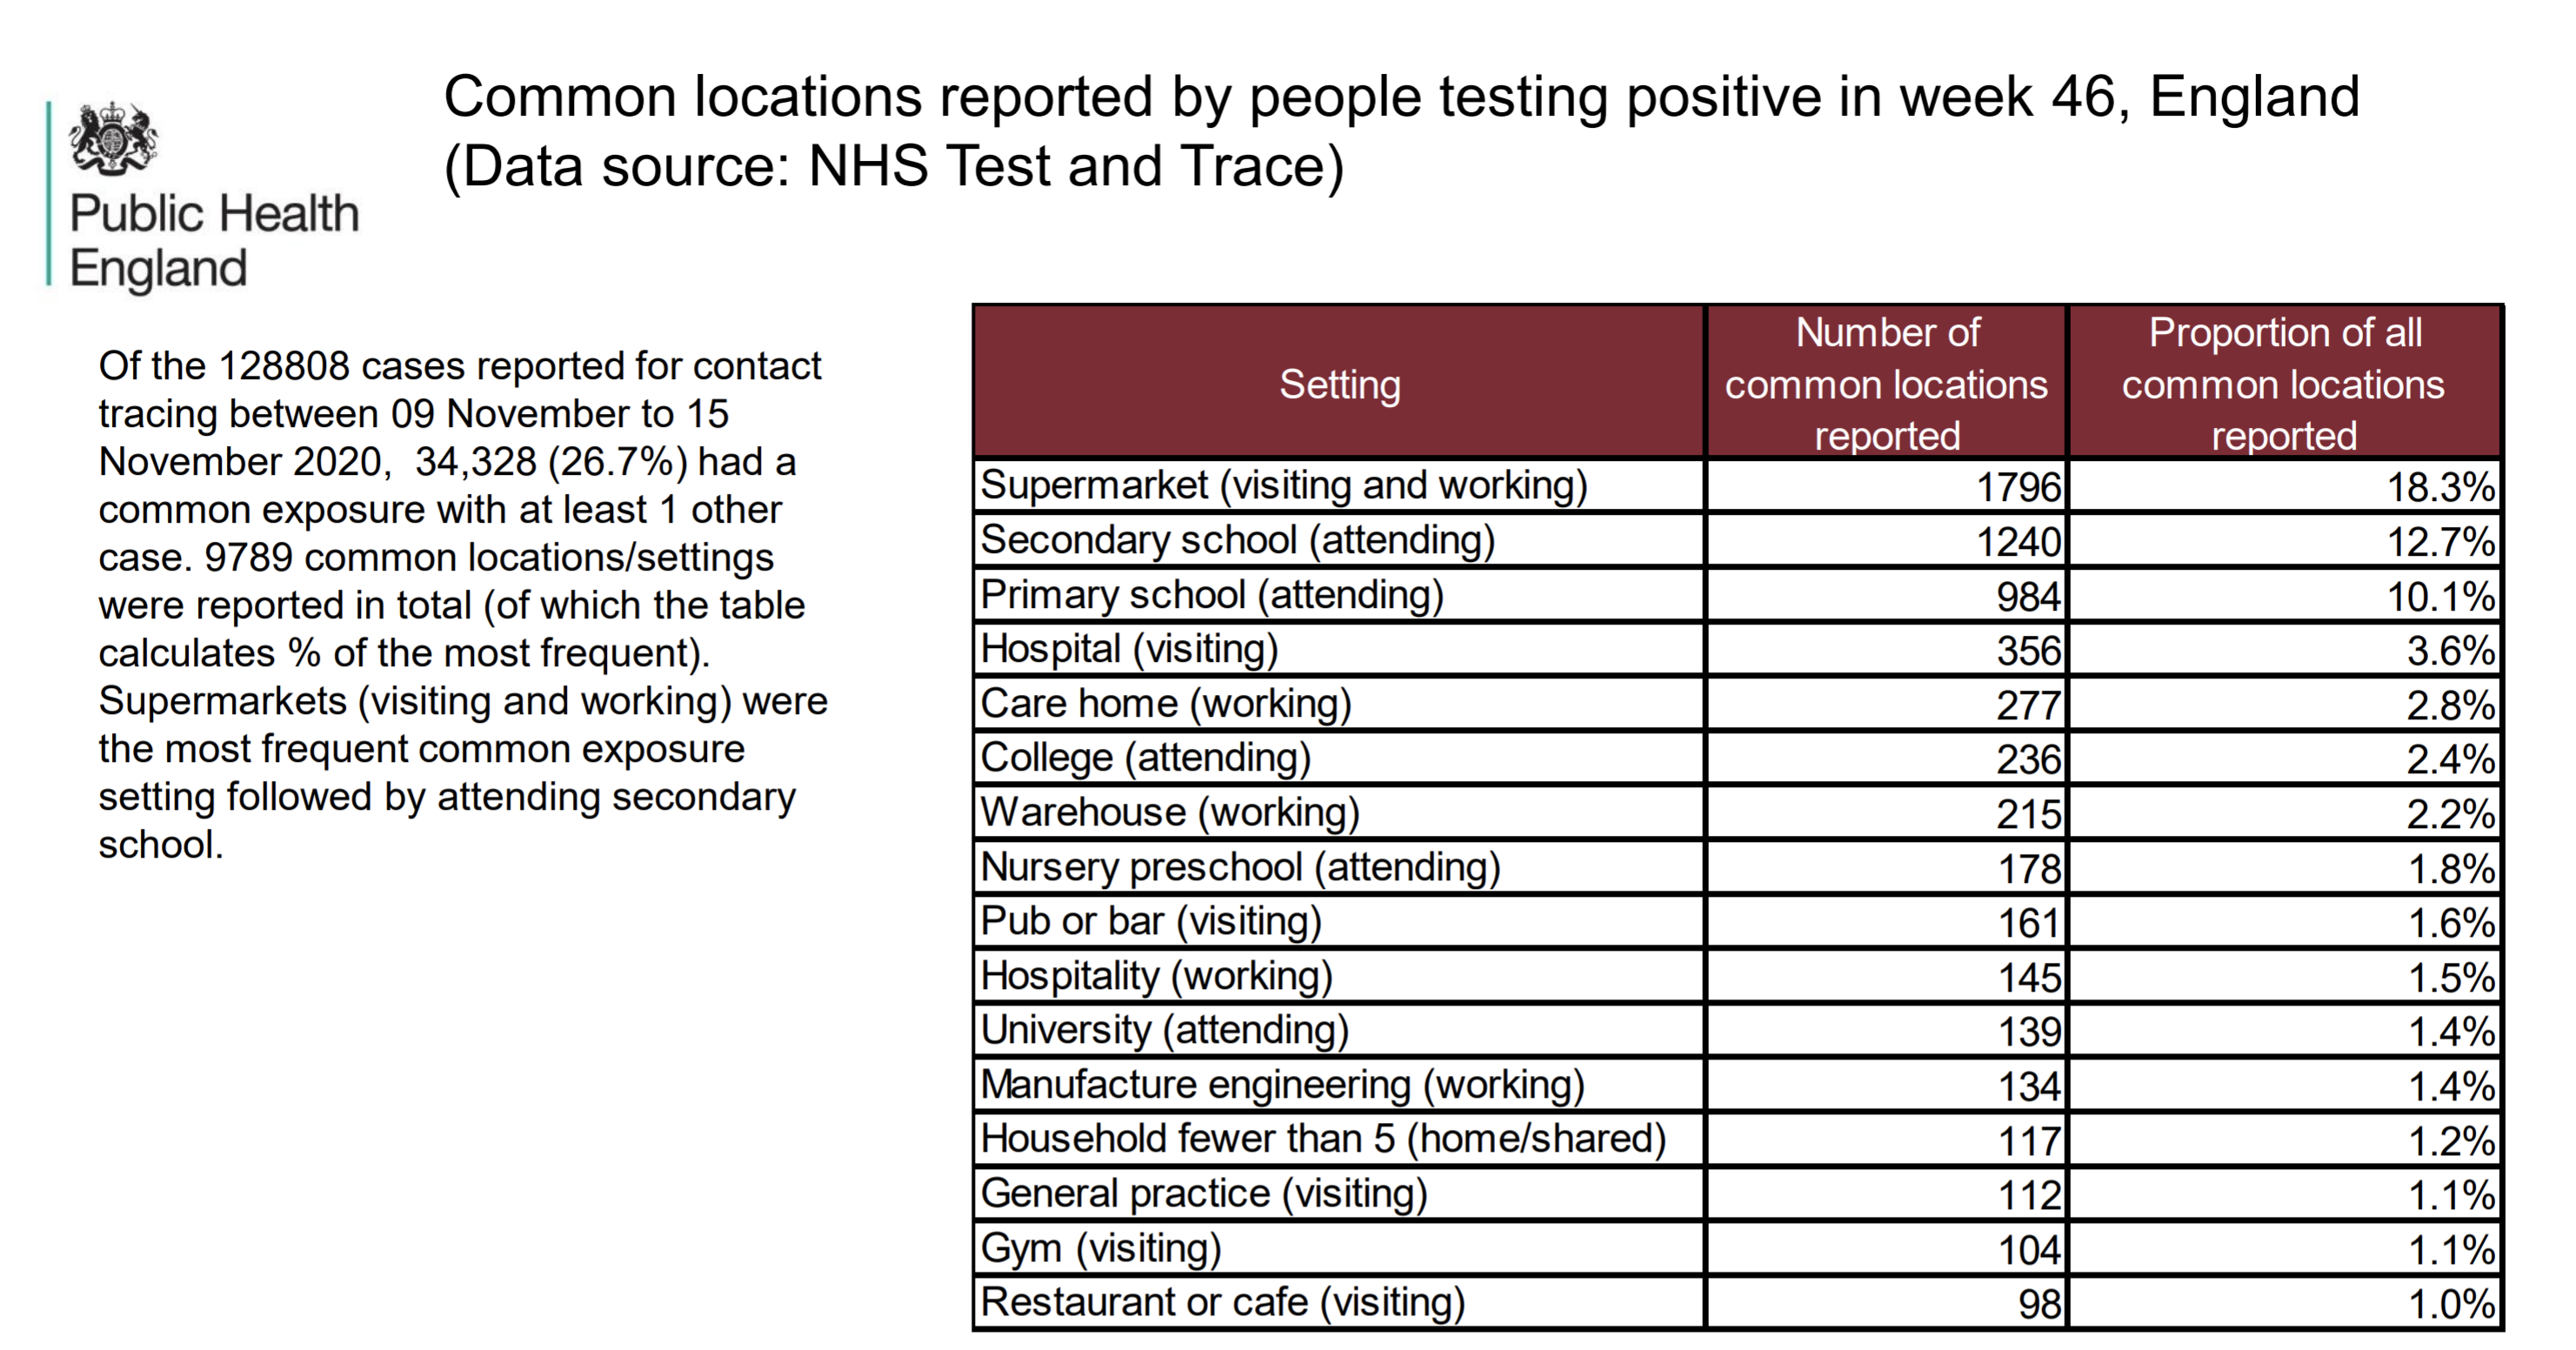 Common locations reported by people testing positive in week 46, England
(Data source: NHS Test and Trace)
Public Health
England
Of the 128808 cases reported for contact
tracing between 09 November to 15
November 2020, 34,328 (26.7%) had a
common exposure with at least 1 other
case. 9789 common locations/settings
were reported in total (of which the table
calculates % of the most frequent).
Supermarkets (visiting and working) were
the most frequent common exposure
setting followed by attending secondary
school.
Setting Number of common locations reported Proportion of all common locations reported
Supermarket (visiting and working) 1796 18.3%
Secondary school (attending) 1240 12.7%
Primary school (attending) 984 10.1%
Hospital (visiting) 356 3.6%
Care home (working) 277 2.8%
College (attending) 236 2.4%
Warehouse (working) 215 2.2%
Nursery preschool (attending) 178 1.8%
Pub or bar (visiting) 161 1.6%
Hospitality (working) 145 1.5%
University (attending) 139 1.4%
Manufacture engineering (working) 134 1.4%
Household fewer than 5 (home/shared) 117 1.2%
General practice (visiting) 112 1.1%
Gym (visiting) 104 1.1%
Restaurant or cafe (visiting) 98 1.0%